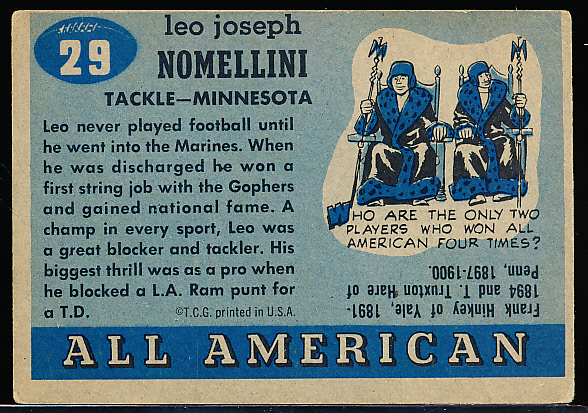 29
leo joseph
NOMELLINI
TACKLE—MINNESOTA
Leo never played football until
he went into the Marines. When
he was discharged he won a
first string job with the Gophers
and gained national fame. A
champ in every sport, Leo was
a great blocker and tackler. His
biggest thrill was as a pro when
he blocked a L.A. Ram punt for
a T.D.
©T.C.G. printed in U.S.A.
WHO ARE THE ONLY TWO
PLAYERS WHO WON ALL
AMERICAN FOUR TIMES?
Frank Hinkey of Yale, 1891-
1894 and T. Truxton Hare of
Penn, 1897-1900.
ALL AMERICAN